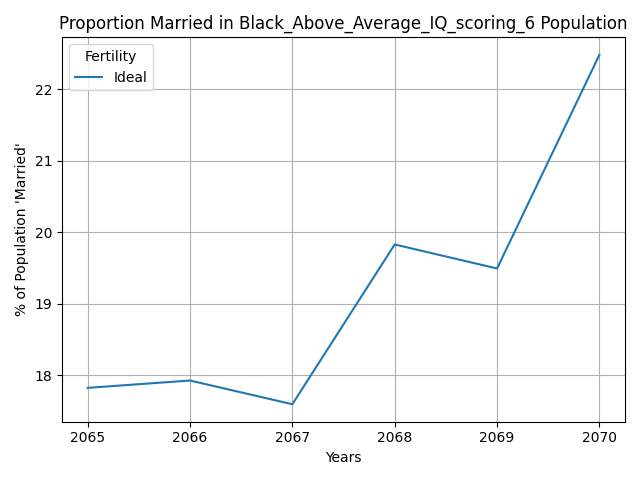 Proportion Married in Black_Above_Average_IQ_scoring_6 Population
Fertility
Ideal
% of Population 'Married'
22
21
20
19
18
2065 2066 2067 2068 2069 2070
Years